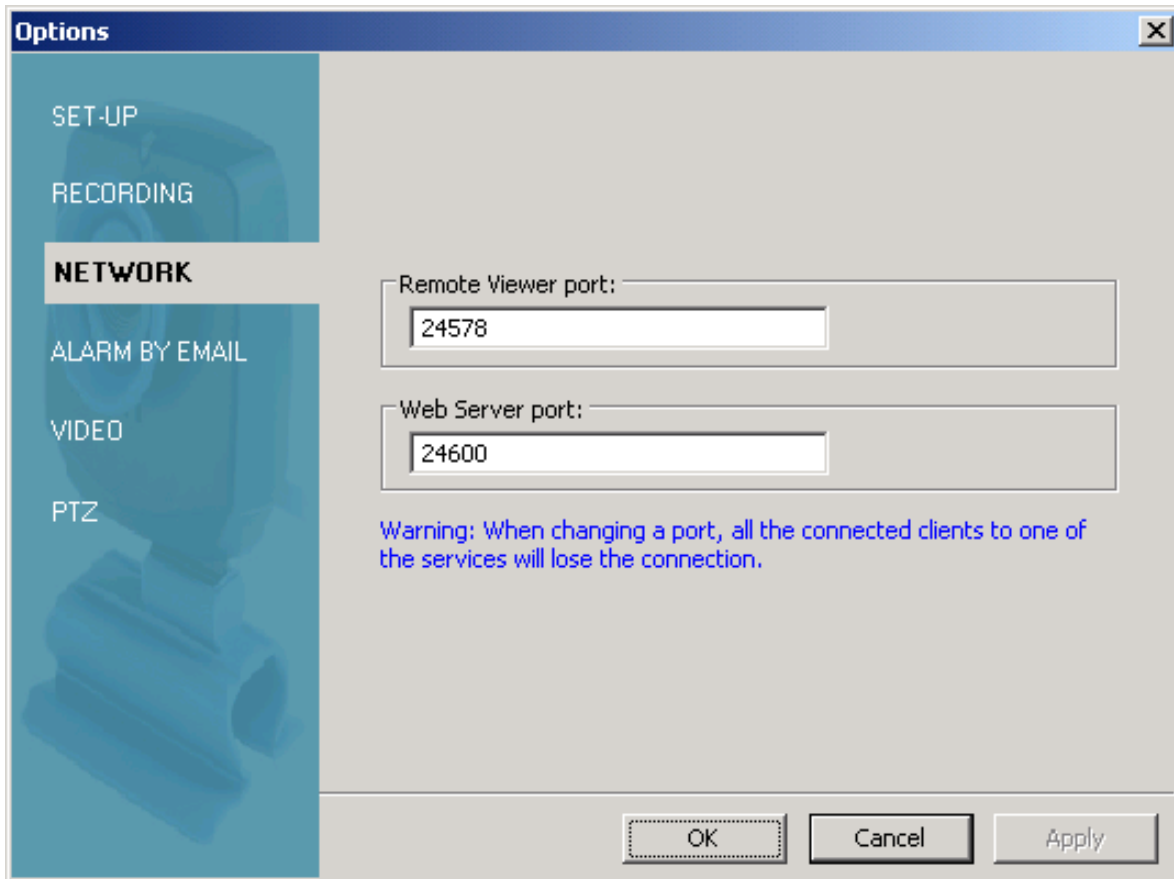 Options
SET-UP
RECORDING
NETWORK
ALARM BY EMAIL
VIDEO
PTZ
Remote Viewer port:
24578
Web Server port:
24600
Warning: When changing a port, all the connected clients to one of
the services will lose the connection.
OK
Cancel
Apply